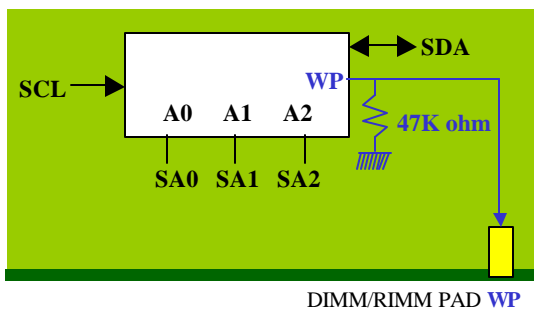 SDA
WP
SCL
A0 A1 A2
47K ohm
SA0 SA1 SA2
DIMM/RIMM PAD WP